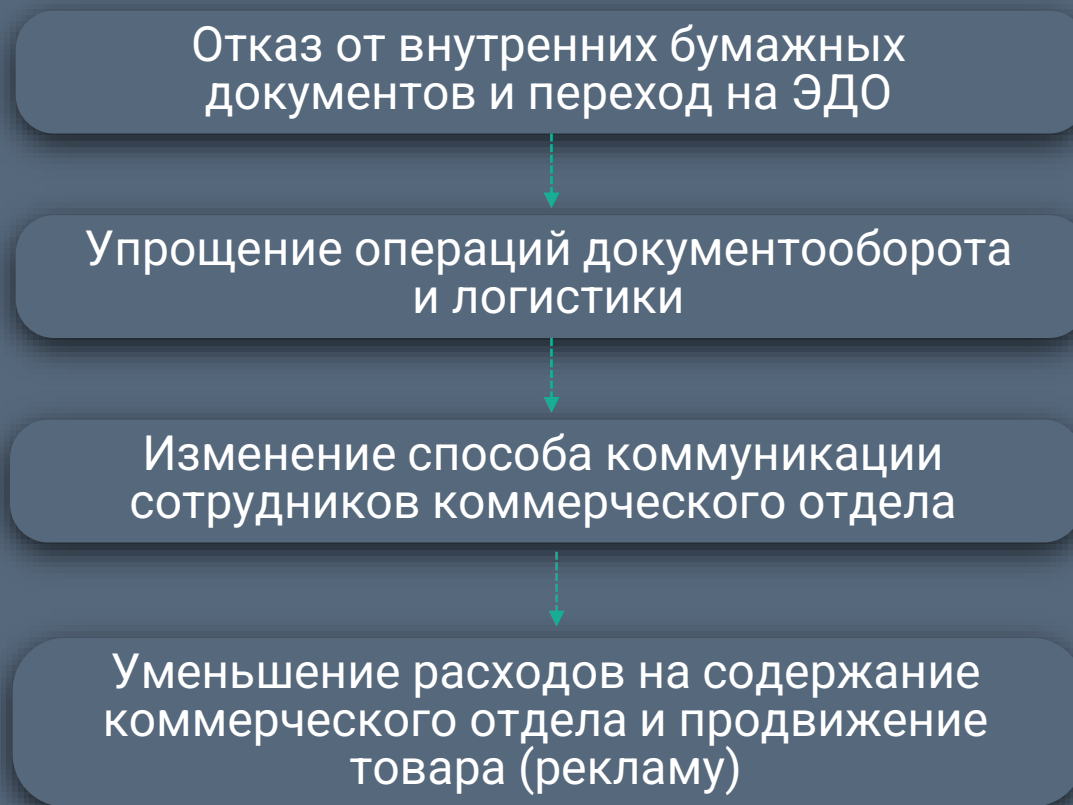 Отказ от внутренних бумажных
документов и переход на ЭДО
Упрощение операций документооборота
и логистики
Изменение способа коммуникации
сотрудников коммерческого отдела
Уменьшение расходов на содержание
коммерческого отдела и продвижение
товара (рекламу)